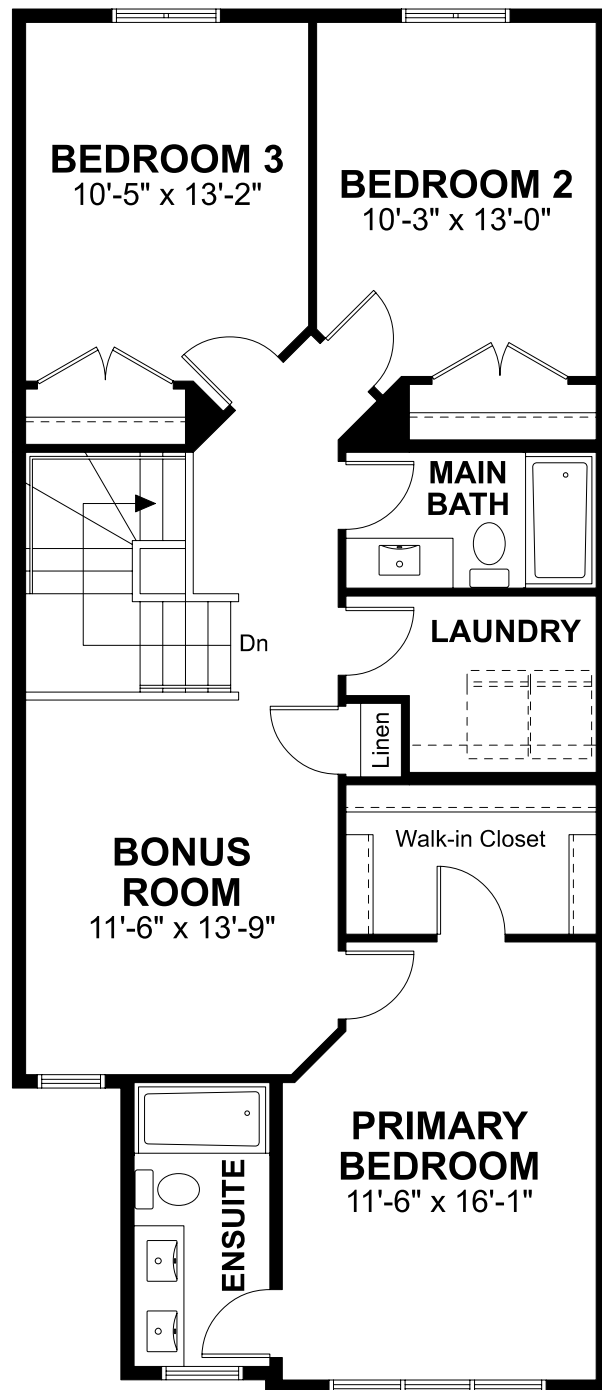 BEDROOM 3
10'-5" x 13'-2"
BEDROOM 2
10'-3" x 13'-0"
MAIN
BATH
Dn
LAUNDRY
Linen
Walk-in Closet
BONUS
ROOM
11'-6" x 13'-9"
PRIMARY
BEDROOM
11'-6" x 16'-1"
ENSUITE